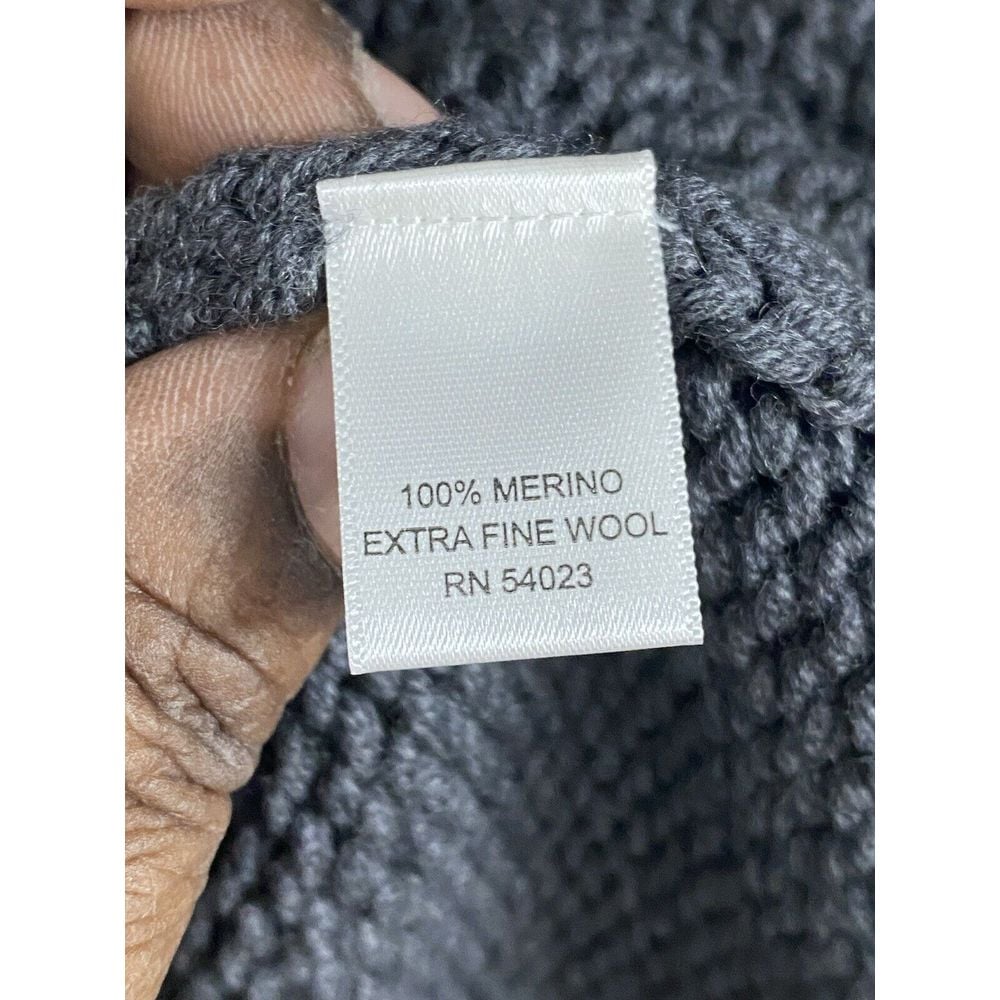 100% MERINO
EXTRA FINE WOOL
RN 54023